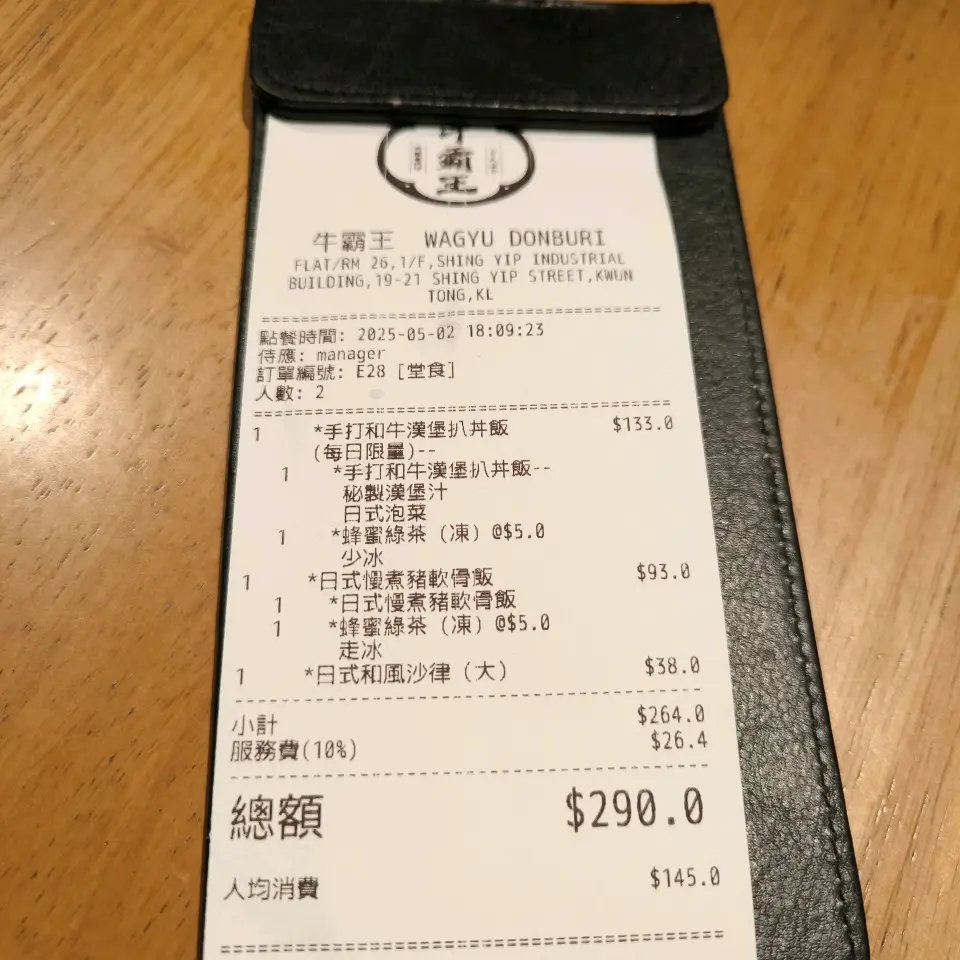 霸王
牛霸王 WAGYU DONBURI
FLAT/RM 26,1/F,SHING YIP INDUSTRIAL
BUILDING,19-21 SHING YIP STREET,KWUN
TONG,KL
點餐時間: 2025-05-02 18:09:23
侍應: manager
訂單編號: E28 [堂食]
人數: 2
1 *手打和牛漢堡扒丼飯 $133.0
(每日限量)--
1 *手打和牛漢堡扒丼飯--
秘製漢堡汁
日式泡菜
1 *蜂蜜綠茶 (凍) @$5.0
少冰
1 *日式慢煮豬軟骨飯 $93.0
1 *日式慢煮豬軟骨飯
1 *蜂蜜綠茶 (凍) @$5.0
走冰
1 *日式和風沙律 (大) $38.0
小計 $264.0
服務費(10%) $26.4
總額 $290.0
人均消費 $145.0